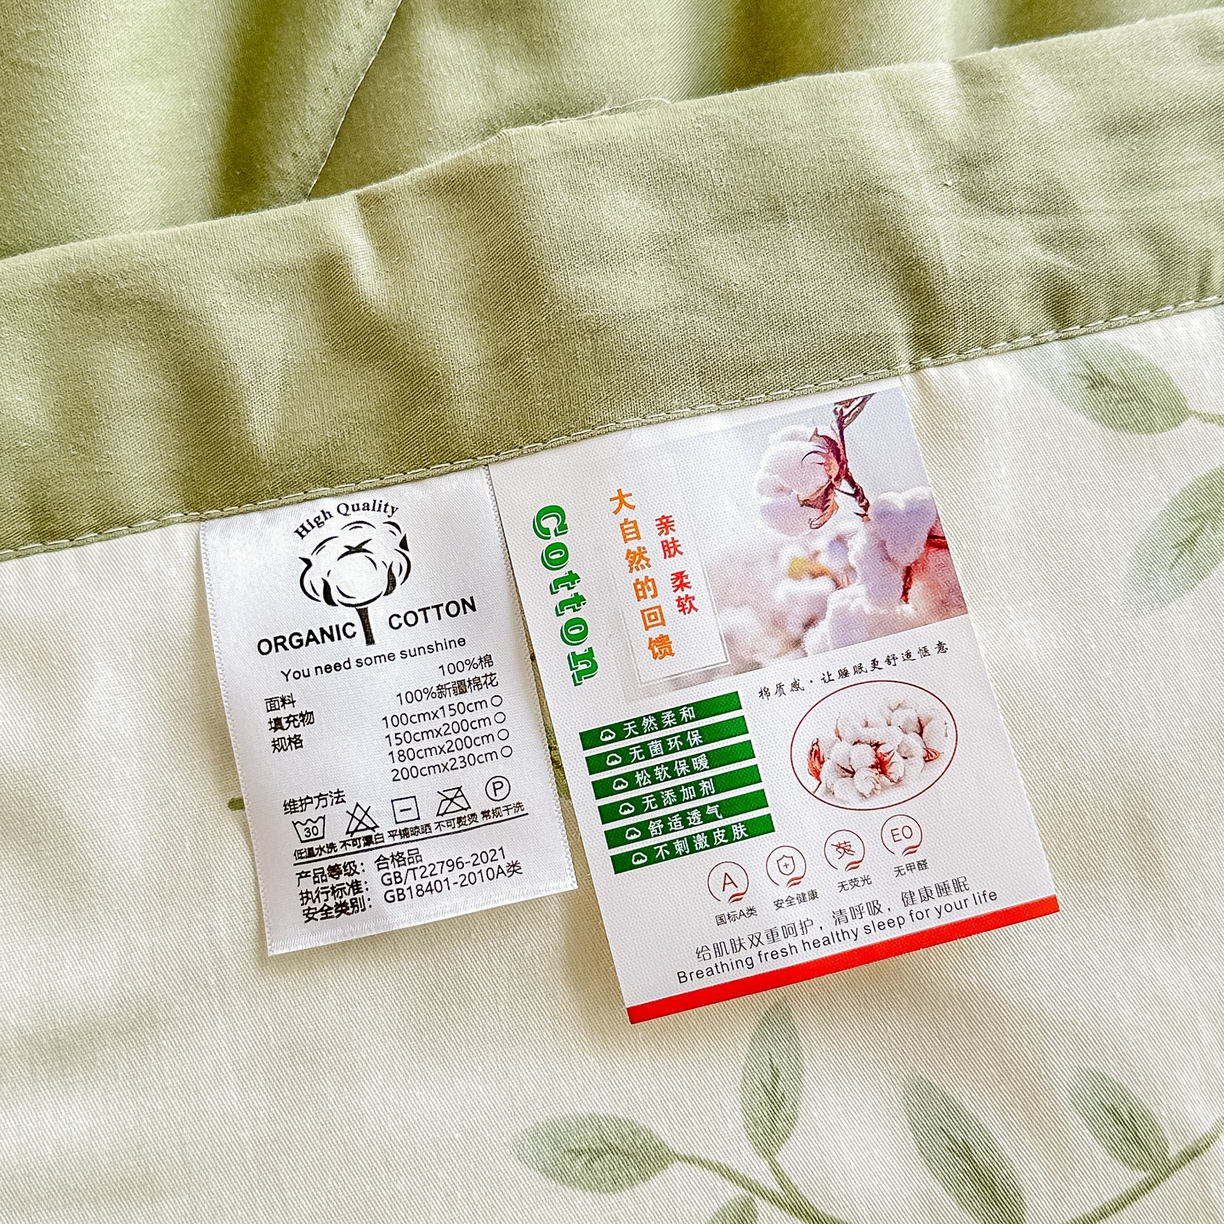 High Quality
ORGANIC COTTON
You need some sunshine
面料 100%棉
填充物 100%新疆棉花
规格 100cmx150cm○
150cmx200cm○
180cmx200cm○
200cmx230cm○
维护方法
30 P
低温水洗 不可漂白 平铺晾晒 不可熨烫 常规干洗
产品等级：合格品
执行标准：GB/T22796-2021
安全类别：GB18401-2010A类
Cotton
大自然的回馈
亲肤 柔软
棉质感·让睡眠更舒适惬意
天然柔和
无菌环保
松软保暖
无添加剂
舒适透气
不刺激皮肤
A 荧 EO
国标A类 安全健康 无荧光 无甲醛
给肌肤双重呵护，清呼吸，健康睡眠
Breathing fresh healthy sleep for your life